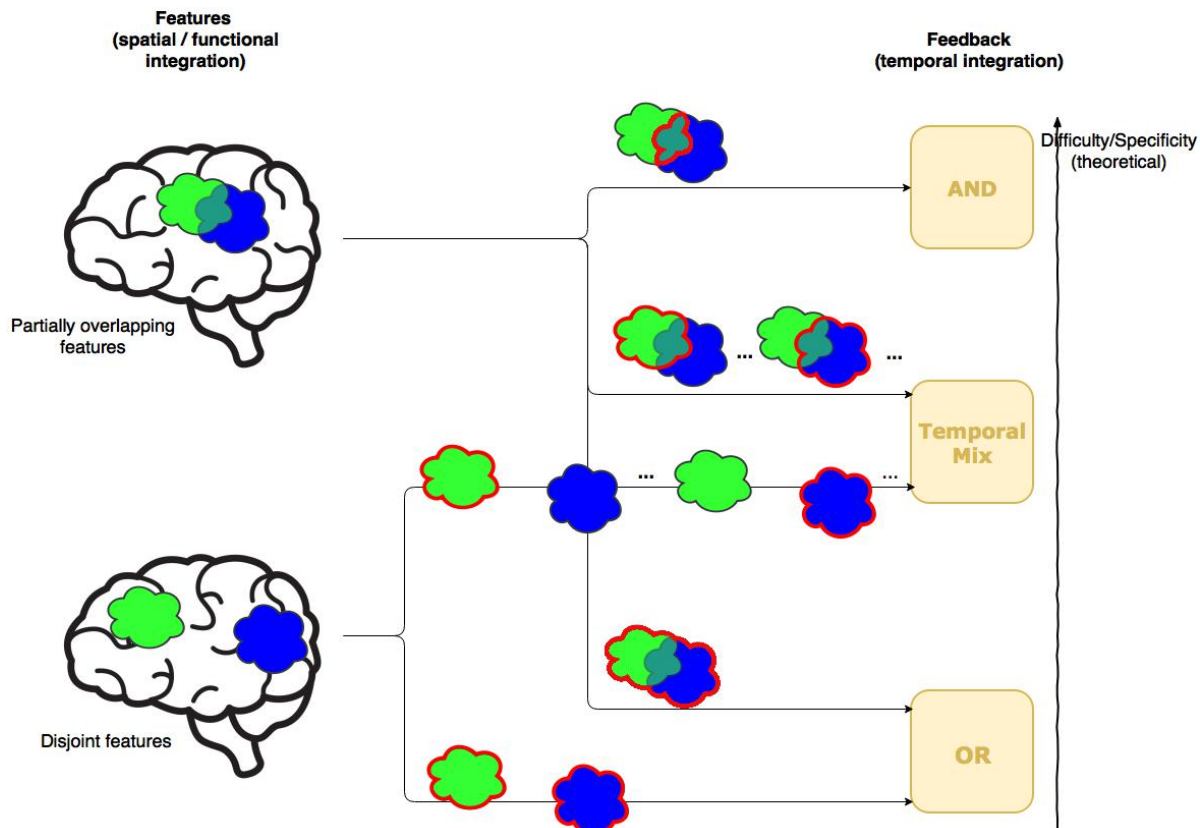 Features
(spatial / functional
integration)
Feedback
(temporal integration)
Difficulty/Specificity
(theoretical)
AND
Partially overlapping
features
...
...
Temporal
Mix
...
...
Disjoint features
OR